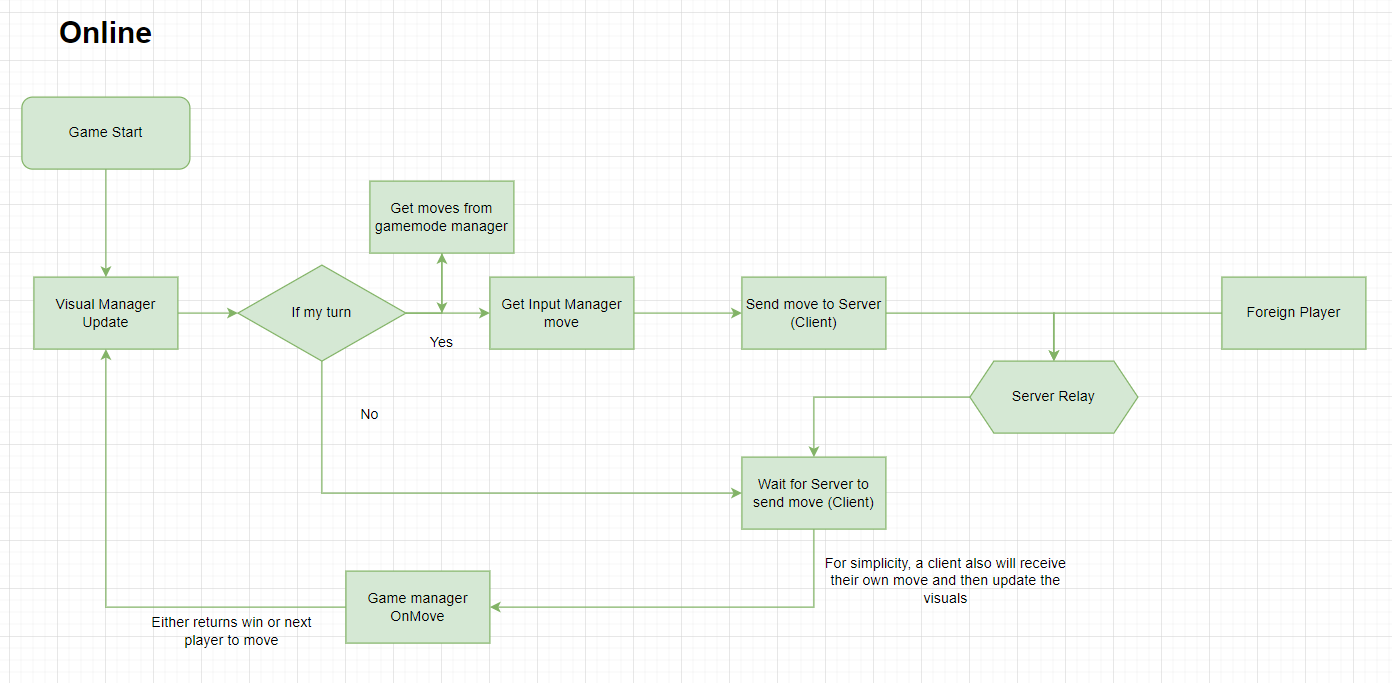 Online
Game Start
Get moves from
gamemode manager
Visual Manager
Update
If my turn
Yes
Get Input Manager
move
Send move to Server
(Client)
Foreign Player
No
Server Relay
Wait for Server to
send move (Client)
For simplicity, a client also will receive
their own move and then update the
visuals
Game manager
OnMove
Either returns win or next
player to move